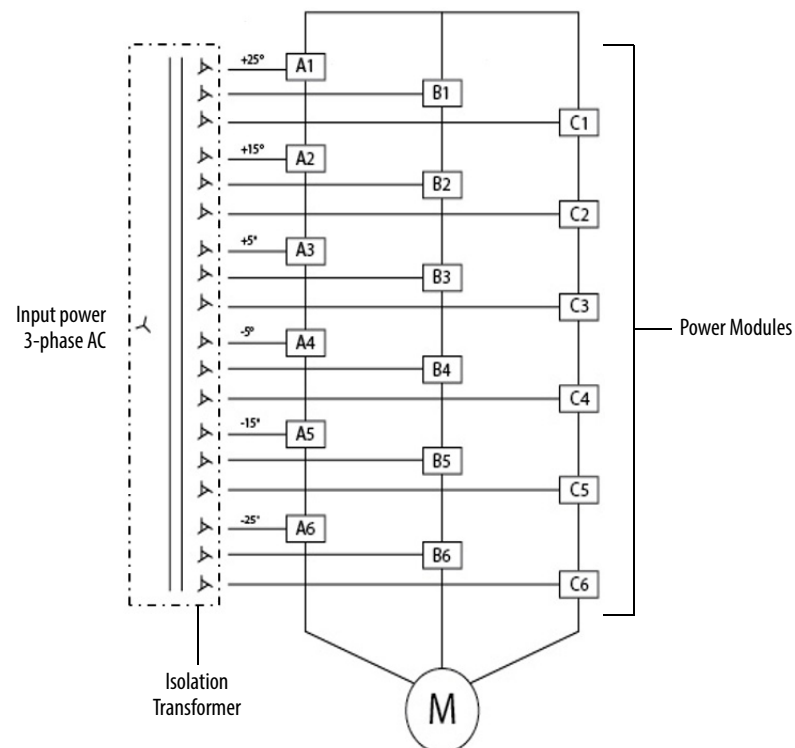 +25°
A1
B1
C1
+15°
A2
B2
C2
+5°
A3
B3
C3
Input power
3-phase AC
Power Modules
-5°
A4
B4
C4
-15°
A5
B5
C5
-25°
A6
B6
C6
Isolation
Transformer
M